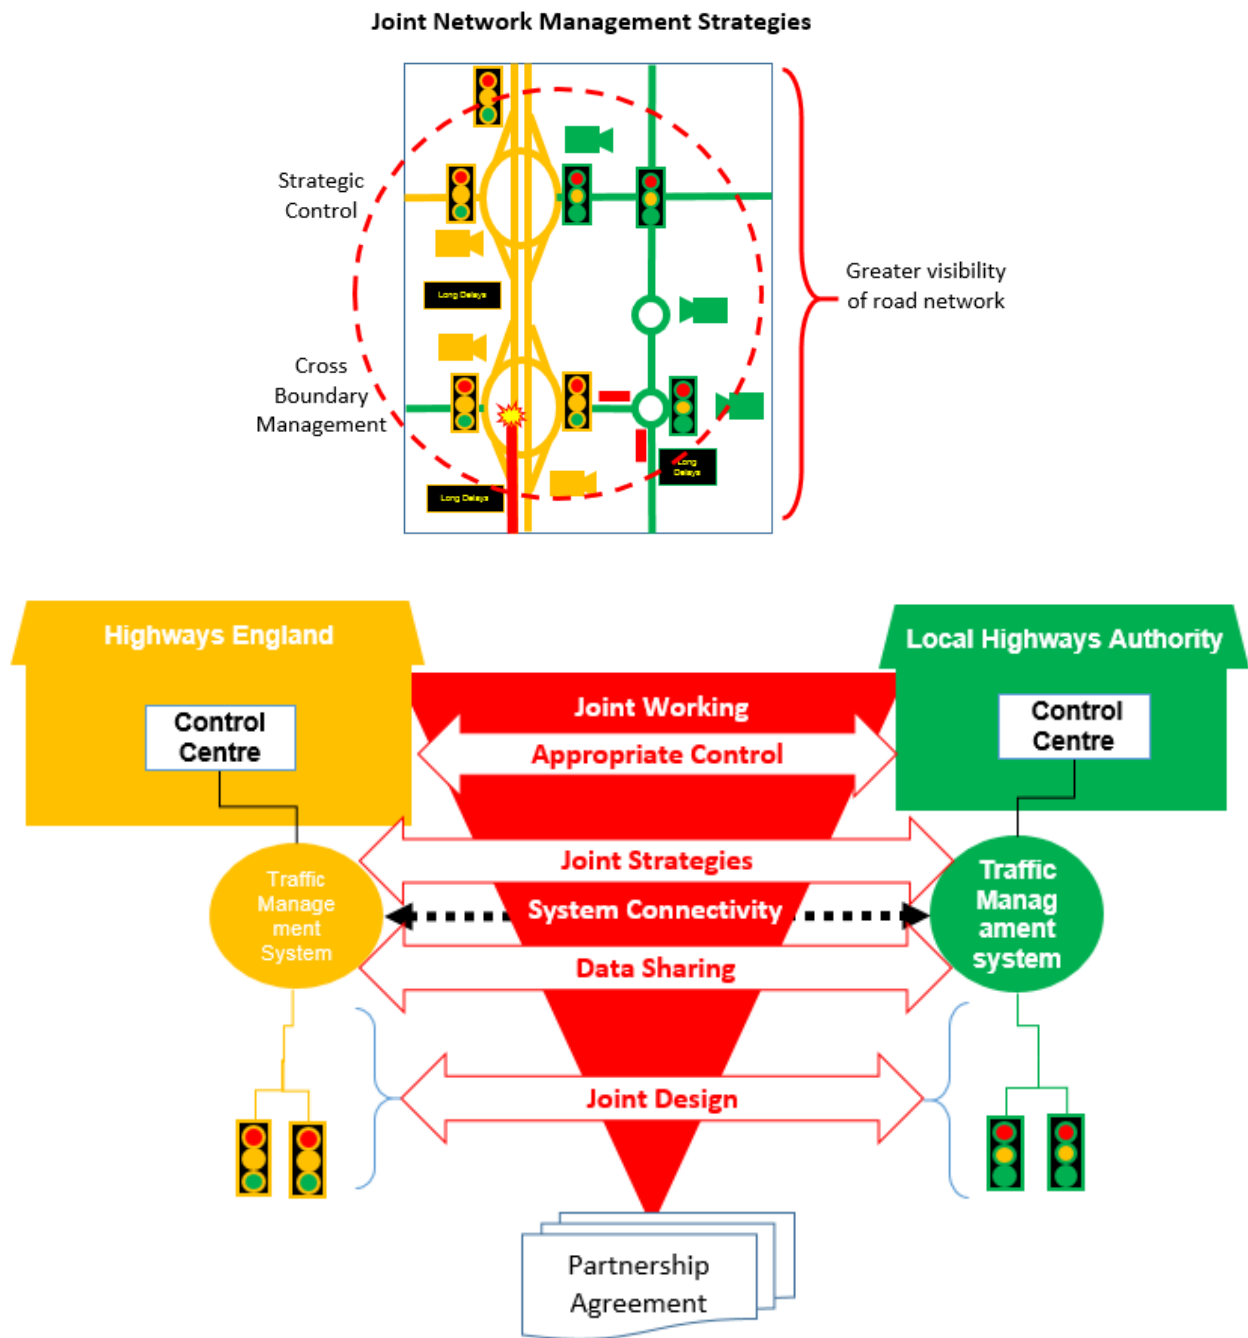 Joint Network Management Strategies
Strategic
Control
Long Delays
Greater visibility
of road network
Cross
Boundary
Management
Long Delays
Long
Delays
Highways England
Local Highways Authority
Control
Centre
Control
Centre
Joint Working
Appropriate Control
Joint Strategies
Traffic
Manage
ment
System
Traffic
Manag
ament
system
System Connectivity
Data Sharing
Joint Design
Partnership
Agreement